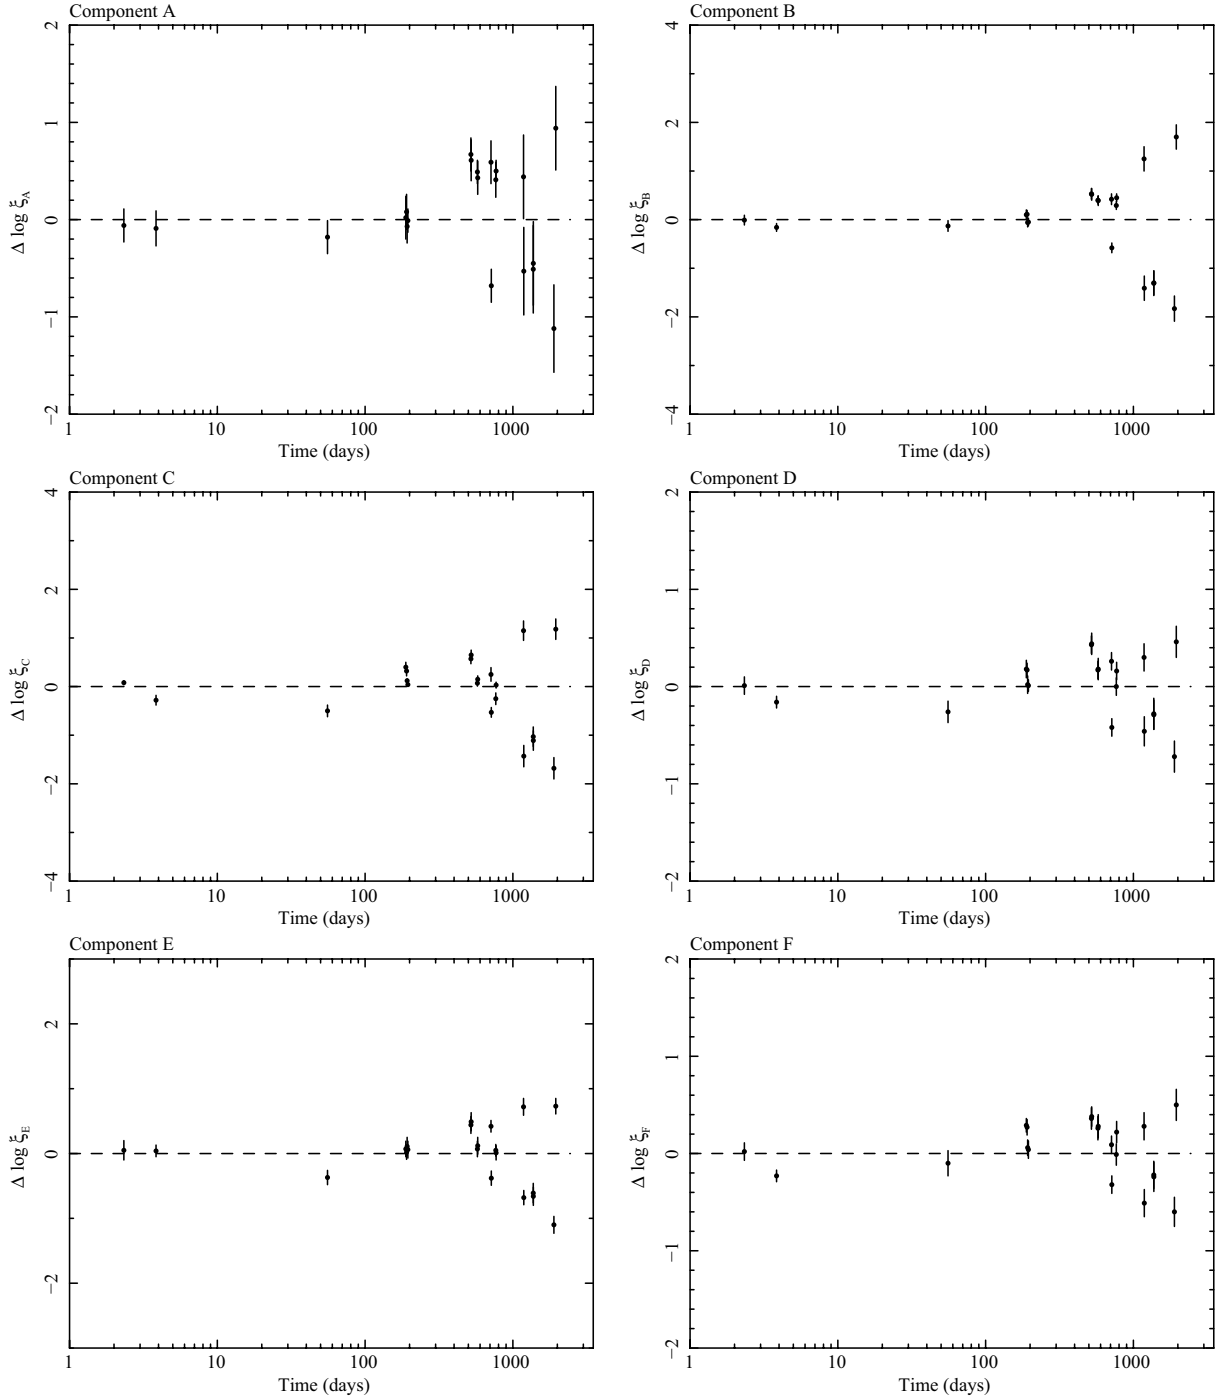 Component A
2
1
0
−1
−2
Δ log ξA
1 10 100 1000
Time (days)
Component B
4
2
0
−2
−4
Δ log ξB
1 10 100 1000
Time (days)
Component C
4
2
0
−2
−4
Δ log ξC
1 10 100 1000
Time (days)
Component D
2
1
0
−1
−2
Δ log ξD
1 10 100 1000
Time (days)
Component E
2
0
−2
Δ log ξE
1 10 100 1000
Time (days)
Component F
2
1
0
−1
−2
Δ log ξF
1 10 100 1000
Time (days)